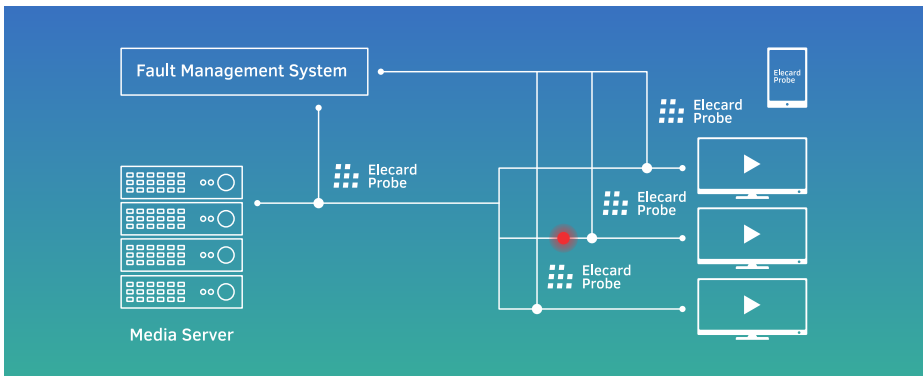 Fault Management System
Elecard
Probe
Elecard
Probe
Elecard
Probe
Elecard
Probe
Elecard
Probe
Media Server